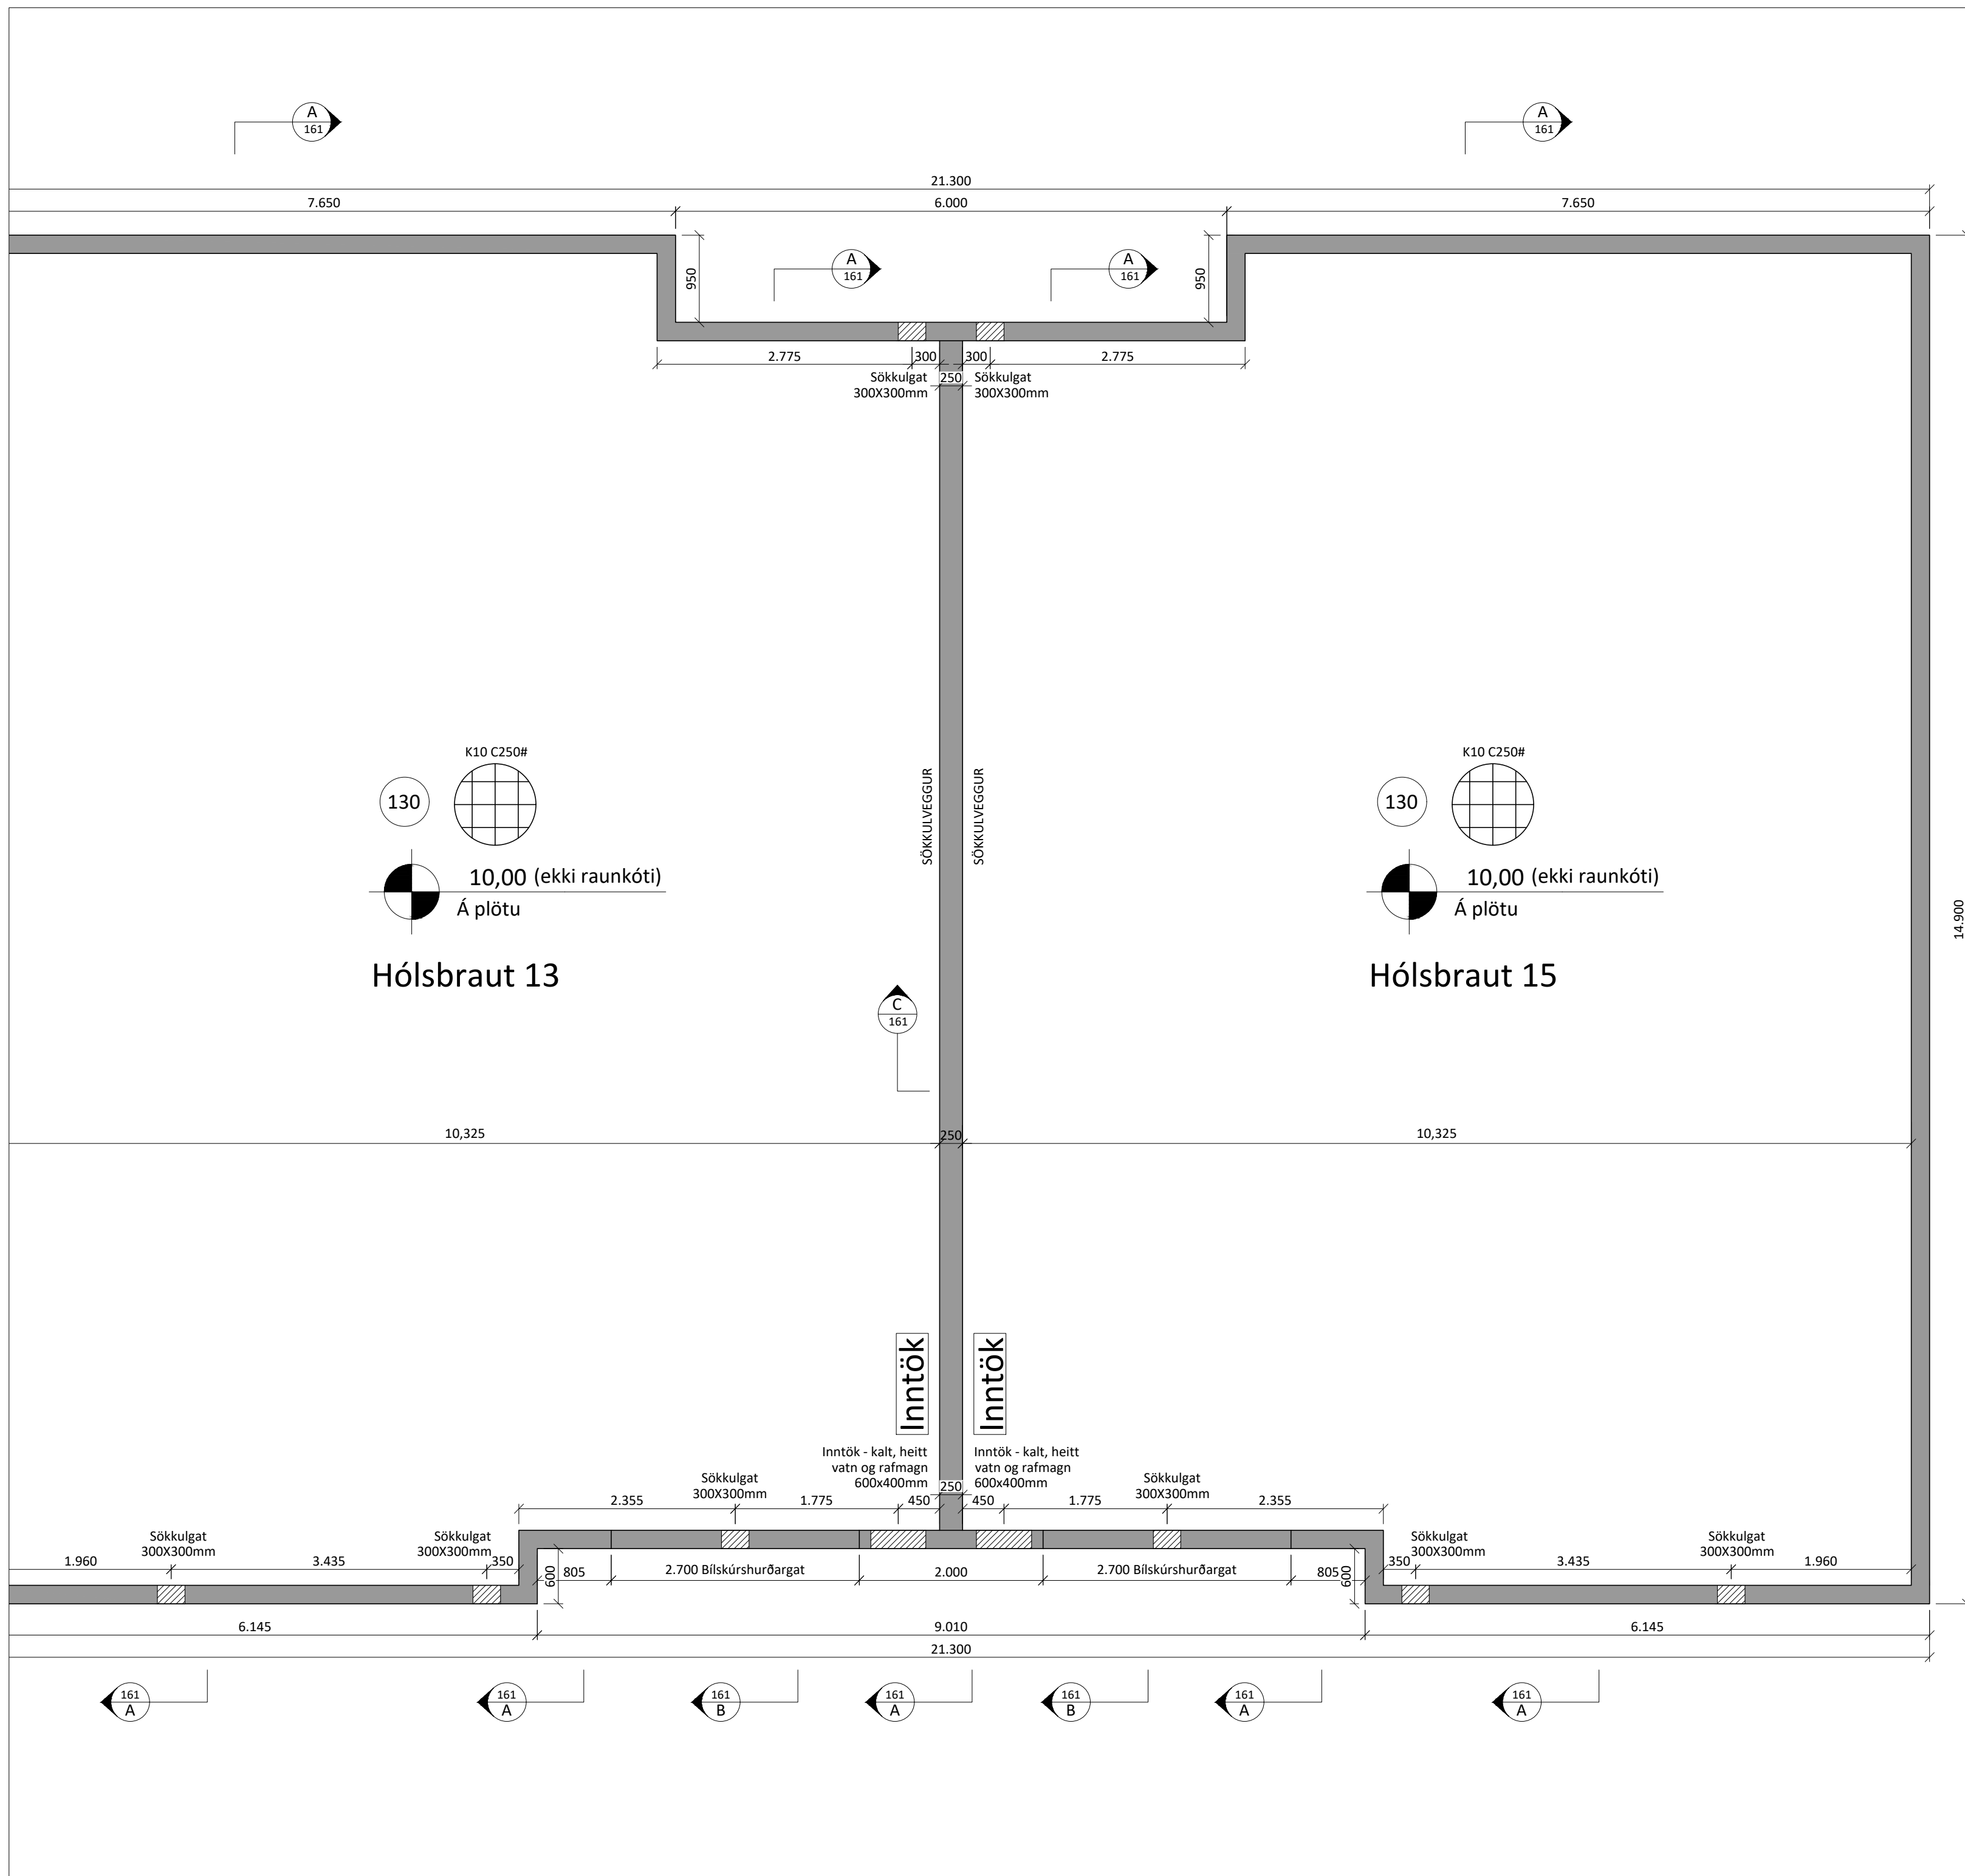 A
161
A
161
21.300
7.650
6.000
7.650
A
161
A
161
950
950
2.775
300
300
2.775
Sökkulgat
300X300mm
250
Sökkulgat
300X300mm
SÖKKULVEGGUR
SÖKKULVEGGUR
K10 C250#
130
10,00 (ekki raunkóti)
Á plötu
Hólsbraut 13
K10 C250#
130
10,00 (ekki raunkóti)
Á plötu
Hólsbraut 15
14.900
C
161
10,325
250
10,325
Inntök
Inntök
Inntök - kalt, heitt
vatn og rafmagn
600x400mm
Inntök - kalt, heitt
vatn og rafmagn
600x400mm
250
Sökkulgat
300X300mm
Sökkulgat
300X300mm
2.355
1.775
450
450
1.775
2.355
Sökkulgat
300X300mm
Sökkulgat
300X300mm
Sökkulgat
300X300mm
Sökkulgat
300X300mm
1.960
3.435
350
350
3.435
1.960
600
805
2.700 Bílskúrshurðargat
2.000
2.700 Bílskúrshurðargat
805
600
6.145
9.010
6.145
21.300
161
A
161
A
161
B
161
A
161
B
161
A
161
A